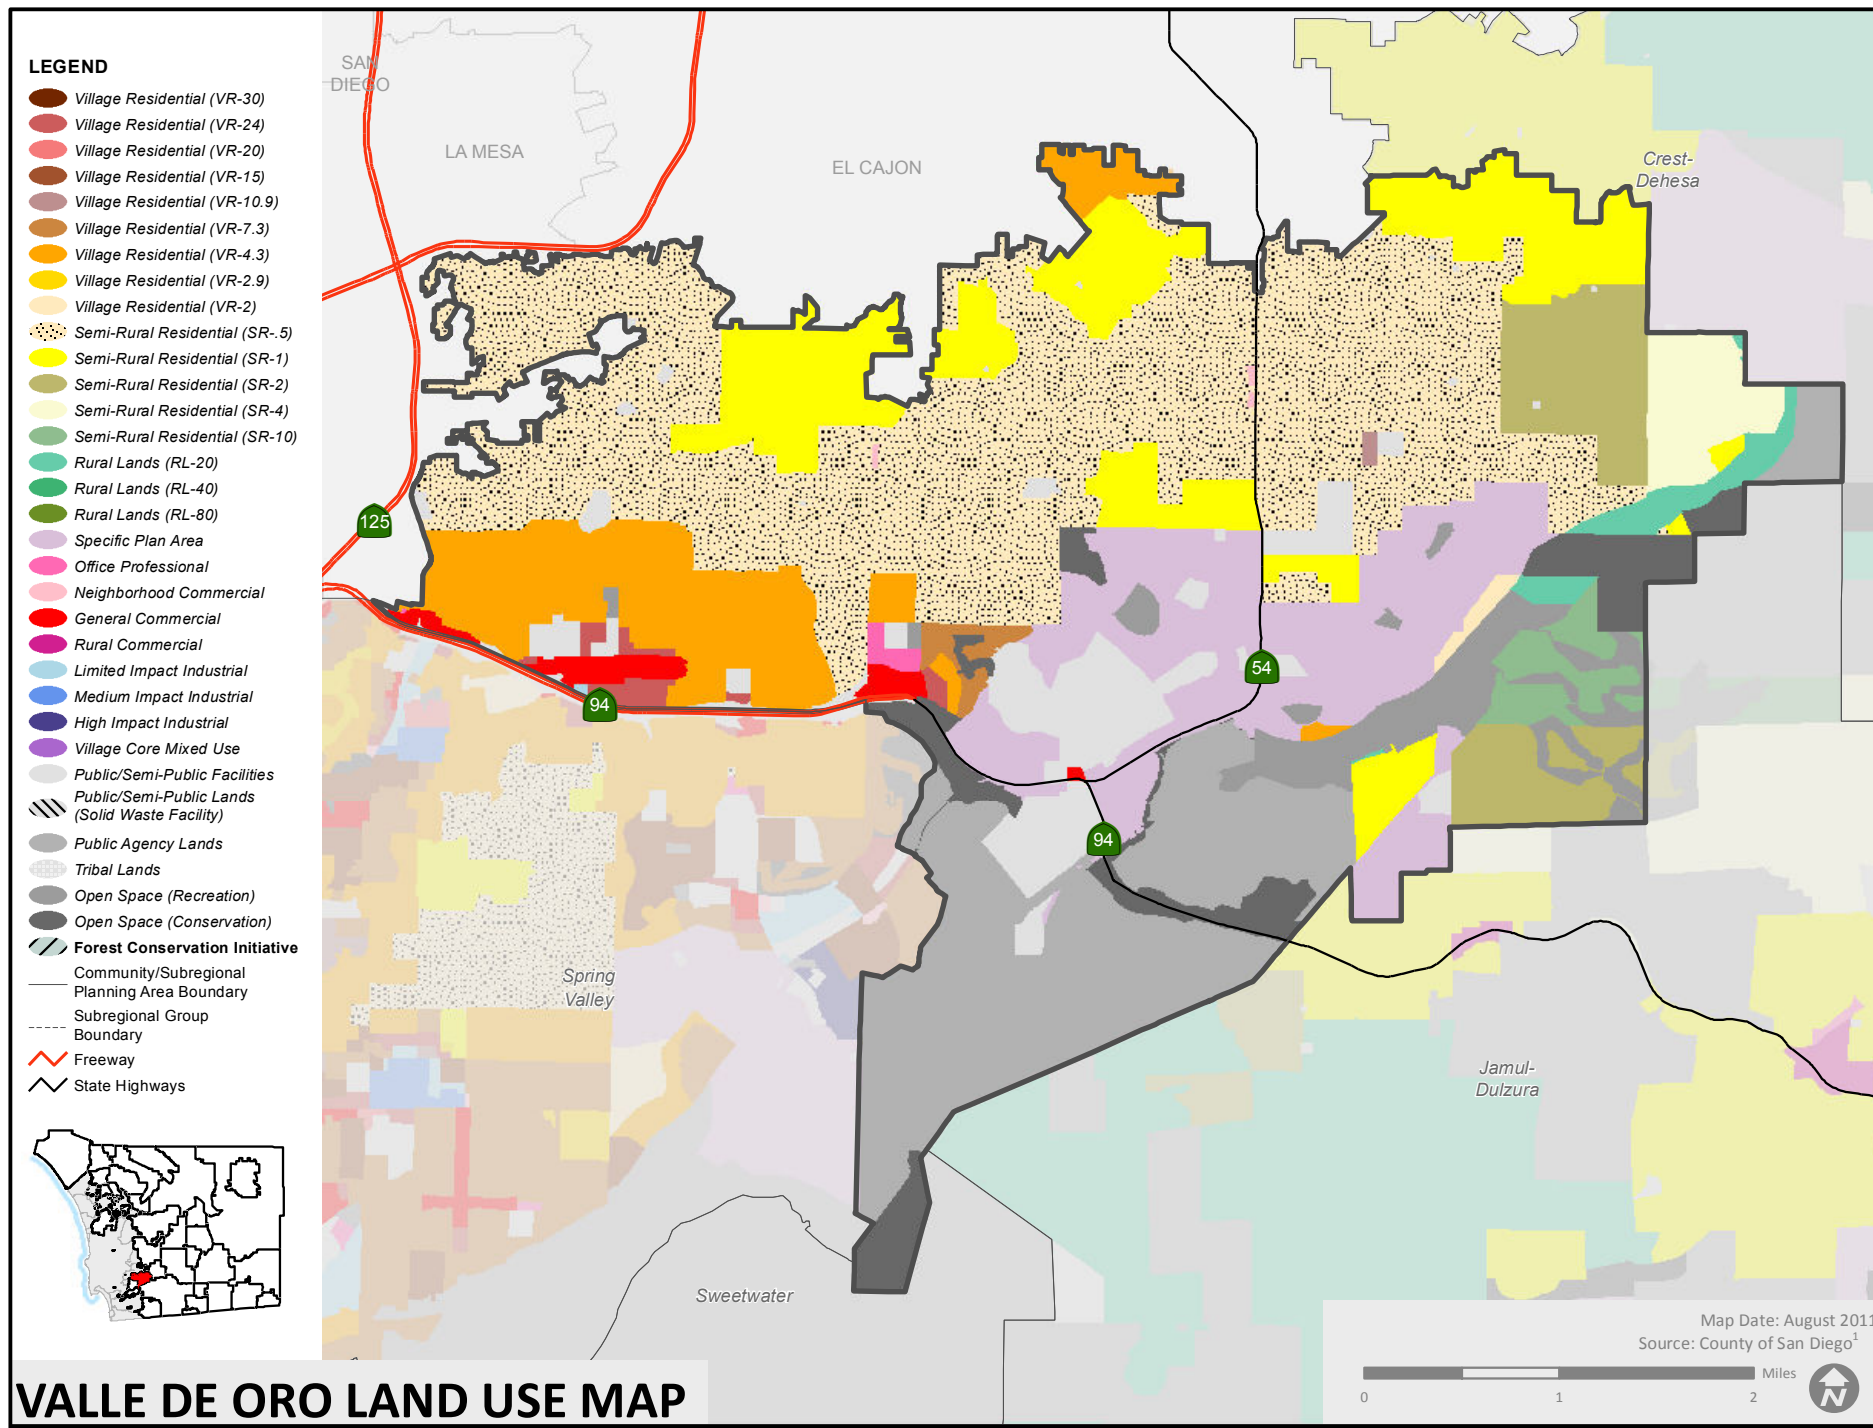 LEGEND
Village Residential (VR-30)
Village Residential (VR-24)
Village Residential (VR-20)
Village Residential (VR-15)
Village Residential (VR-10.9)
Village Residential (VR-7.3)
Village Residential (VR-4.3)
Village Residential (VR-2.9)
Village Residential (VR-2)
Semi-Rural Residential (SR-.5)
Semi-Rural Residential (SR-1)
Semi-Rural Residential (SR-2)
Semi-Rural Residential (SR-4)
Semi-Rural Residential (SR-10)
Rural Lands (RL-20)
Rural Lands (RL-40)
Rural Lands (RL-80)
Specific Plan Area
Office Professional
Neighborhood Commercial
General Commercial
Rural Commercial
Limited Impact Industrial
Medium Impact Industrial
High Impact Industrial
Village Core Mixed Use
Public/Semi-Public Facilities
Public/Semi-Public Lands
(Solid Waste Facility)
Public Agency Lands
Tribal Lands
Open Space (Recreation)
Open Space (Conservation)
Forest Conservation Initiative
Community/Subregional
Planning Area Boundary
Subregional Group
Boundary
Freeway
State Highways
SAN
DIEGO
LA MESA
EL CAJON
Crest-
Dehesa
125
54
94
94
Spring
Valley
Jamul-
Dulzura
Sweetwater
Map Date: August 2011
Source: County of San Diego1
Miles
0 1 2
N
VALLE DE ORO LAND USE MAP